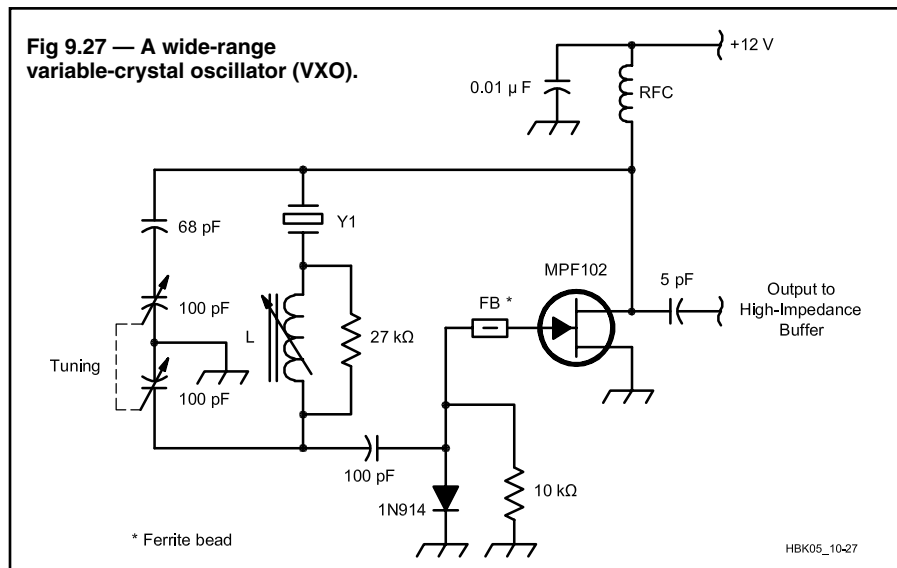 Fig 9.27 — A wide-range
variable-crystal oscillator (VXO).
+12 V
0.01 µ F
RFC
68 pF
Y1
MPF102
5 pF
100 pF
FB *
Output to
High-Impedance
Buffer
L
27 kΩ
Tuning
100 pF
100 pF
1N914
10 kΩ
* Ferrite bead
HBK05_10-27